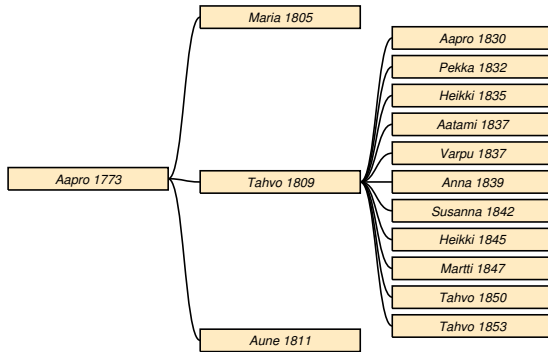 Aapro 1773
Maria 1805
Tahvo 1809
Aune 1811
Aapro 1830
Pekka 1832
Heikki 1835
Aatami 1837
Varpu 1837
Anna 1839
Susanna 1842
Heikki 1845
Martti 1847
Tahvo 1850
Tahvo 1853